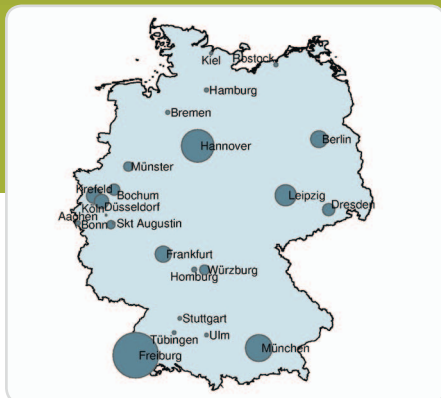 Kiel
Rostock
Hamburg
Bremen
Hannover
Berlin
Münster
Krefeld
Bochum
Leipzig
Köln
Düsseldorf
Dresden
Aachen
Bonn
Skt Augustin
Frankfurt
Homburg
Würzburg
Stuttgart
Tübingen
Ulm
Freiburg
München